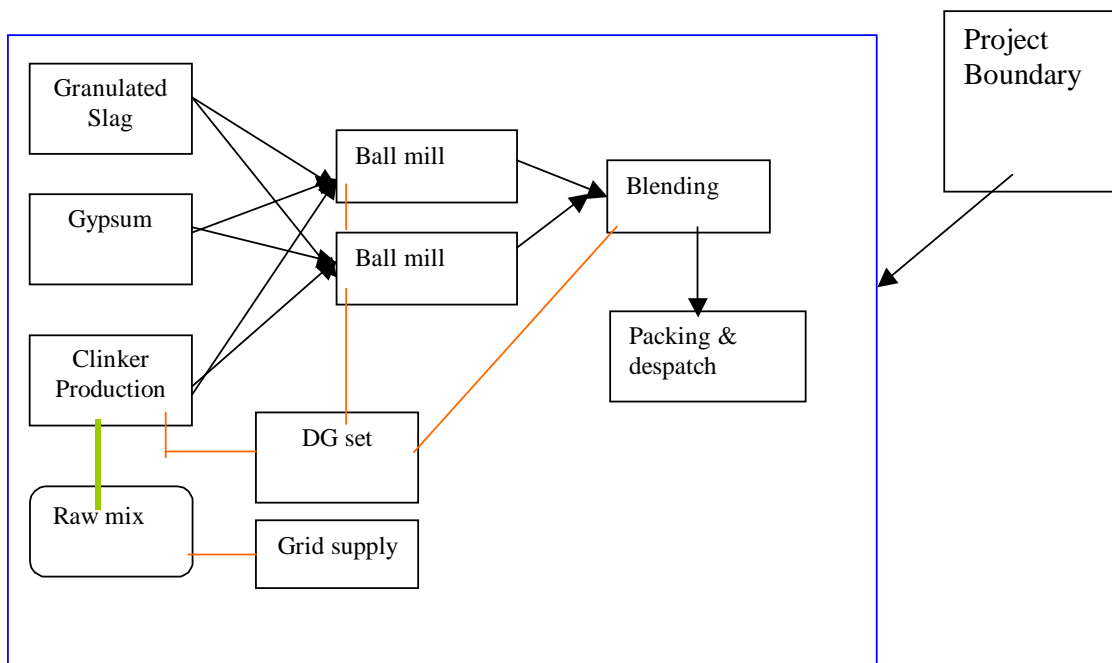 Project
Boundary
Granulated
Slag
Ball mill
Blending
Gypsum
Ball mill
Clinker
Production
Packing &
despatch
DG set
Raw mix
Grid supply